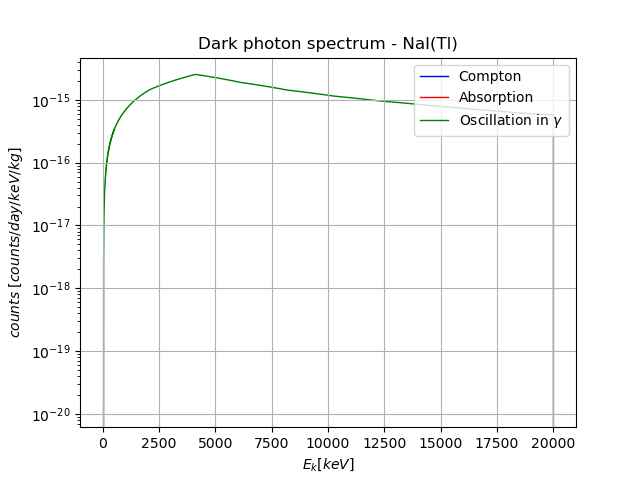 Dark photon spectrum - NaI(Tl)
Compton
Absorption
Oscillation in γ
counts [counts/day/keV/kg]
10⁻¹⁵
10⁻¹⁶
10⁻¹⁷
10⁻¹⁸
10⁻¹⁹
10⁻²⁰
0 2500 5000 7500 10000 12500 15000 17500 20000
Eₖ[keV]